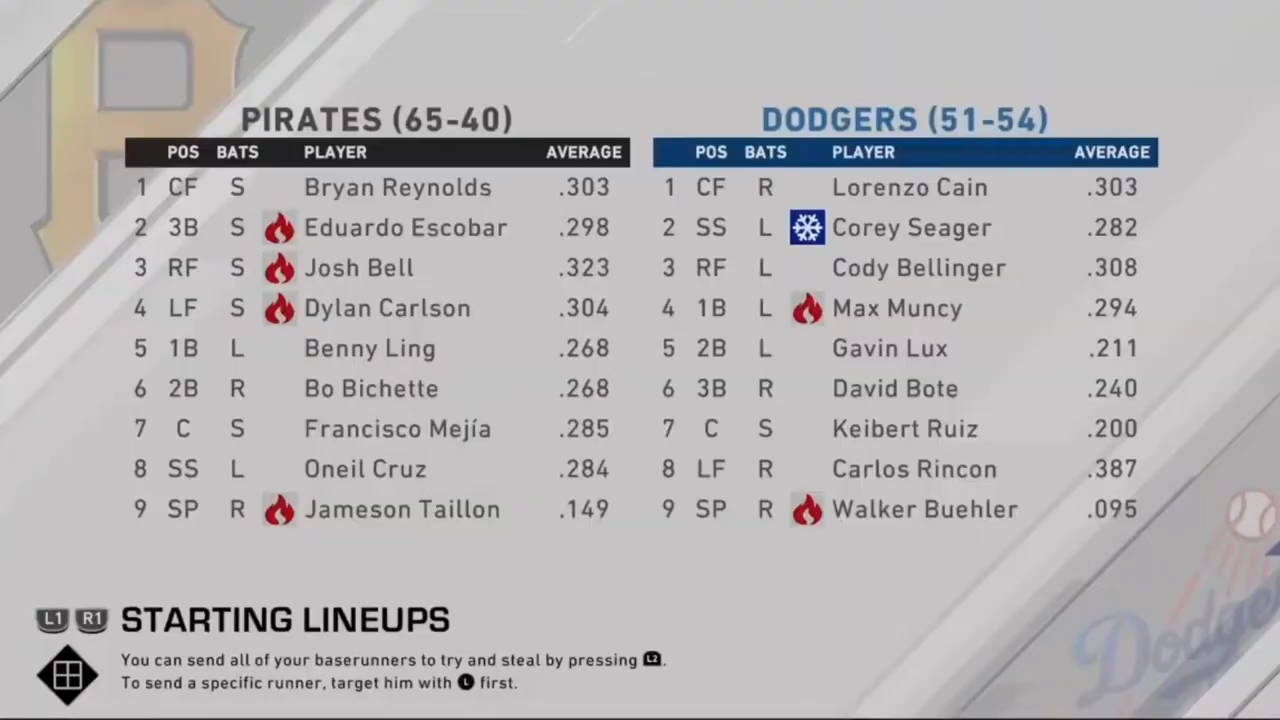 PIRATES (65-40)
POS BATS PLAYER AVERAGE
1 CF S Bryan Reynolds .303
2 3B S Eduardo Escobar .298
3 RF S Josh Bell .323
4 LF S Dylan Carlson .304
5 1B L Benny Ling .268
6 2B R Bo Bichette .268
7 C S Francisco Mejía .285
8 SS L Oneil Cruz .284
9 SP R Jameson Taillon .149
DODGERS (51-54)
POS BATS PLAYER AVERAGE
1 CF R Lorenzo Cain .303
2 SS L Corey Seager .282
3 RF L Cody Bellinger .308
4 1B L Max Muncy .294
5 2B L Gavin Lux .211
6 3B R David Bote .240
7 C S Keibert Ruiz .200
8 LF R Carlos Rincon .387
9 SP R Walker Buehler .095
L1 R1 STARTING LINEUPS
You can send all of your baserunners to try and steal by pressing L2.
To send a specific runner, target him with L first.
P
Dodge